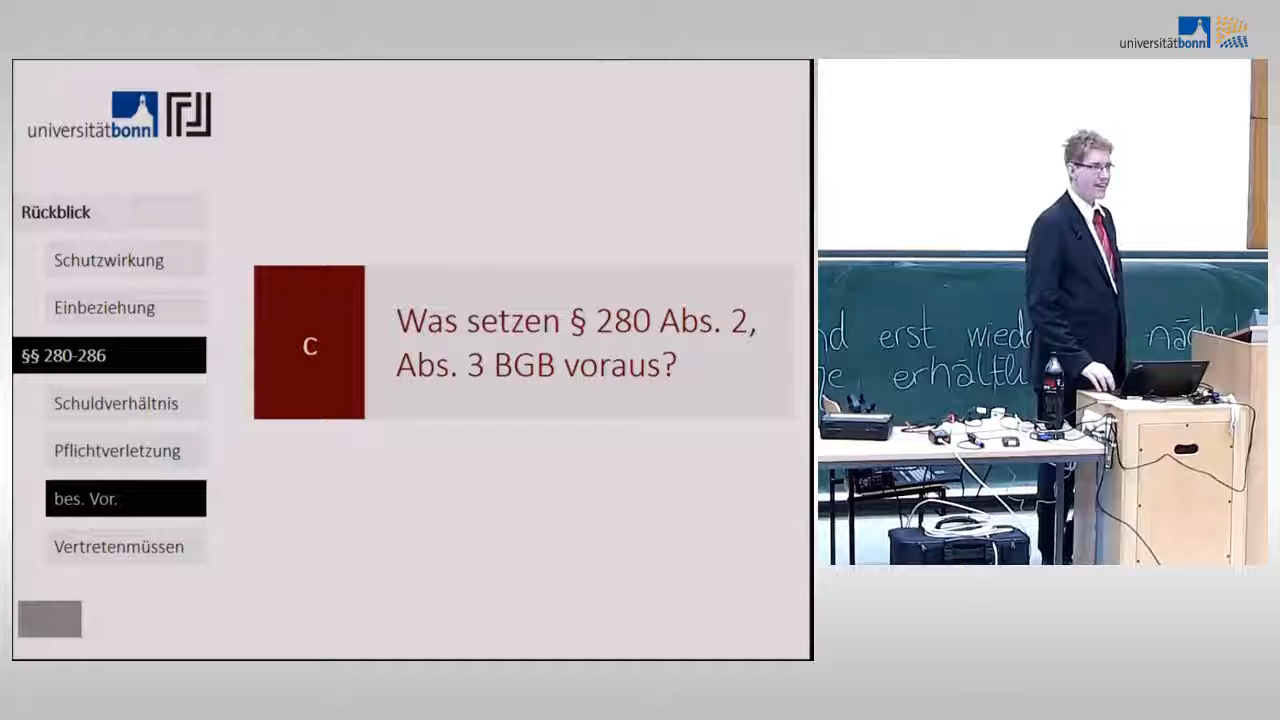 universitätbonn
universitätbonn
Rückblick
Schutzwirkung
Einbeziehung
§§ 280-286
Schuldverhältnis
Pflichtverletzung
bes. Vor.
Vertretenmüssen
C
Was setzen § 280 Abs. 2,
Abs. 3 BGB voraus?
erst
erhältli